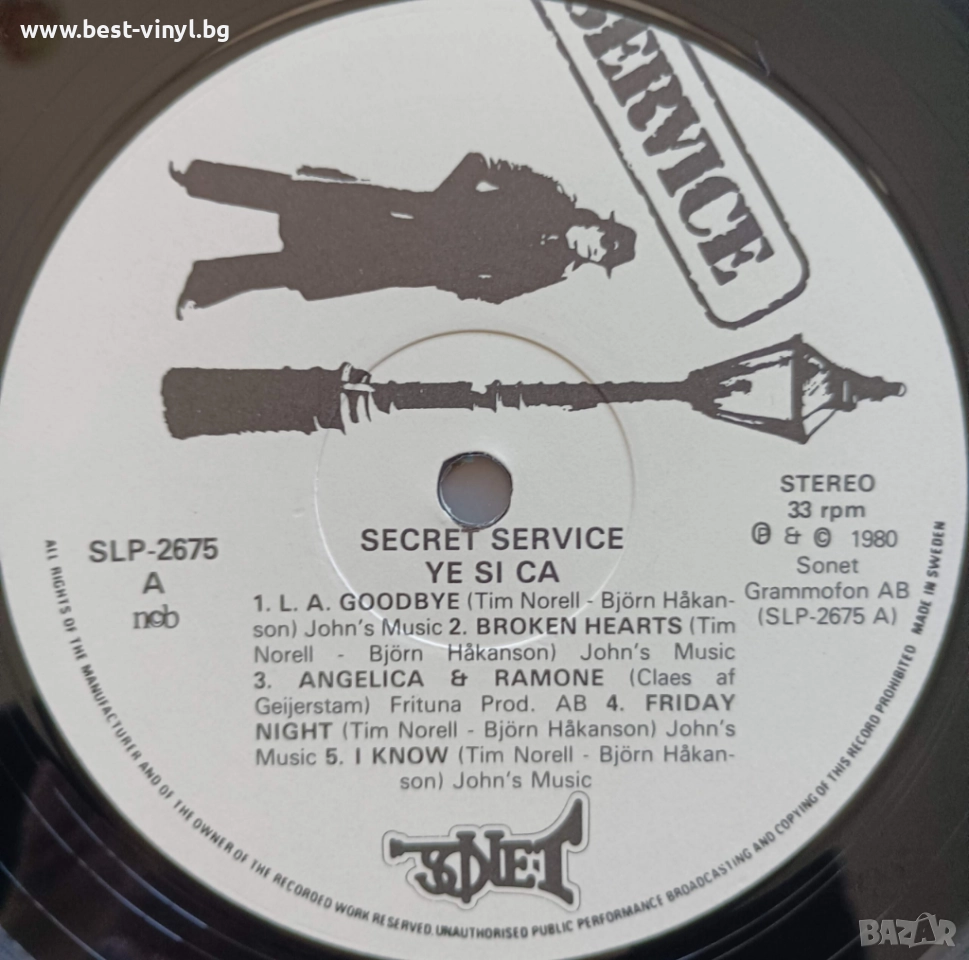 www.best-vinyl.bg
SERVICE
STEREO
33 rpm
Ⓟ & © 1980
Sonet
Grammofon AB
(SLP-2675 A)
SLP-2675
A
ncb
SECRET SERVICE
YE SI CA
1. L. A. GOODBYE (Tim Norell - Björn Håkan-
son) John's Music 2. BROKEN HEARTS (Tim
Norell - Björn Håkanson) John's Music
3. ANGELICA & RAMONE (Claes af
Geijerstam) Frituna Prod. AB 4. FRIDAY
NIGHT (Tim Norell - Björn Håkanson) John's
Music 5. I KNOW (Tim Norell - Björn Håkan-
son) John's Music
SONET
ALL RIGHTS OF THE MANUFACTURER AND OF THE OWNER OF THE RECORDED WORK RESERVED. UNAUTHORISED PUBLIC PERFORMANCE BROADCASTING AND COPYING OF THIS RECORD PROHIBITED MADE IN SWEDEN
BAZAR